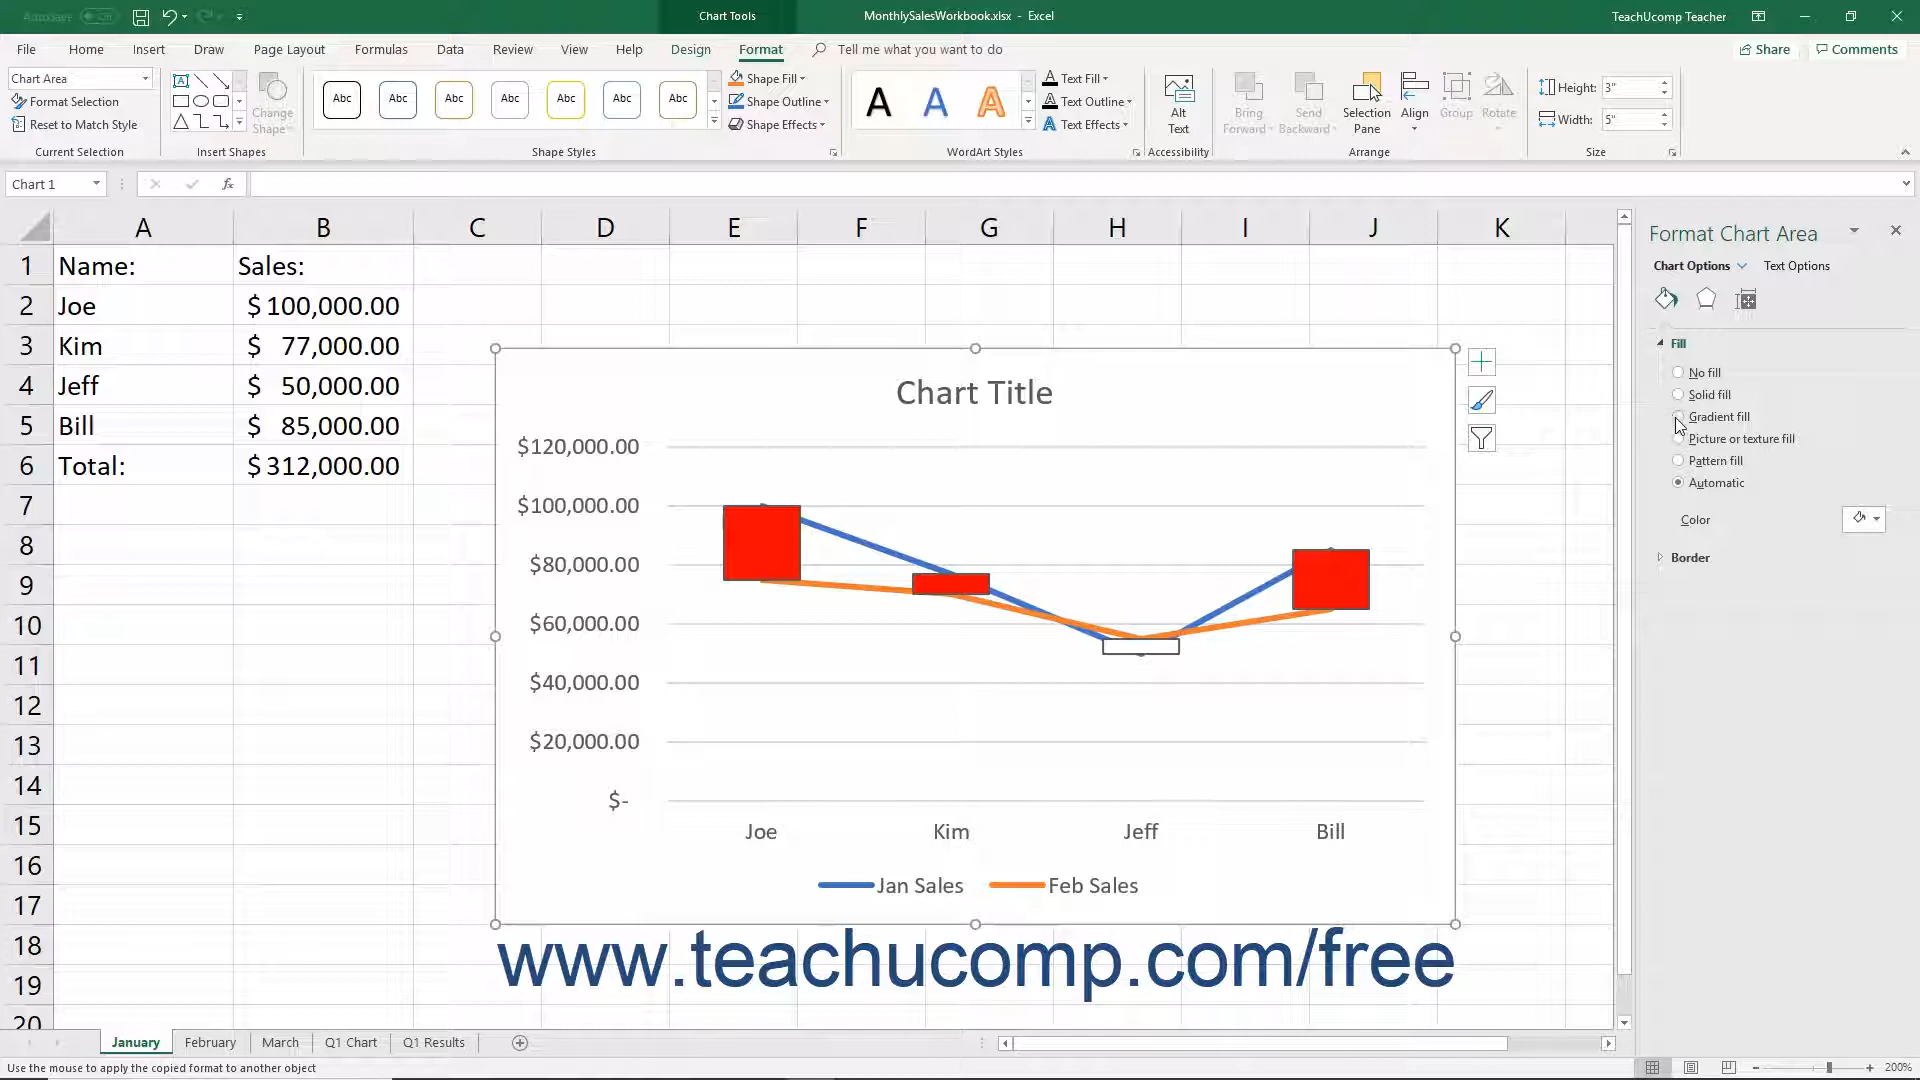 AutoSave Off
Chart Tools
MonthlySalesWorkbook.xlsx - Excel
TeachUcomp Teacher
File Home Insert Draw Page Layout Formulas Data Review View Help Design Format Tell me what you want to do Share Comments
Chart Area
Format Selection
Reset to Match Style
Current Selection
Change Shape
Insert Shapes
Abc Abc Abc Abc Abc Abc Abc
Shape Fill
Shape Outline
Shape Effects
Shape Styles
A A A
Text Fill
Text Outline
Text Effects
WordArt Styles
Alt Text
Accessibility
Bring Forward
Send Backward
Selection Pane
Align
Group
Rotate
Arrange
Height: 3"
Width: 5"
Size
Chart 1
fx
A B C D E F G H I J K
1 Name: Sales:
2 Joe $ 100,000.00
3 Kim $ 77,000.00
4 Jeff $ 50,000.00
5 Bill $ 85,000.00
6 Total: $ 312,000.00
7
8
9
10
11
12
13
14
15
16
17
18
19
20
Chart Title
$120,000.00
$100,000.00
$80,000.00
$60,000.00
$40,000.00
$20,000.00
$-
Joe Kim Jeff Bill
Jan Sales Feb Sales
www.teachucomp.com/free
Format Chart Area
Chart Options Text Options
Fill
No fill
Solid fill
Gradient fill
Picture or texture fill
Pattern fill
Automatic
Color
Border
January February March Q1 Chart Q1 Results
Use the mouse to apply the copied format to another object
200%